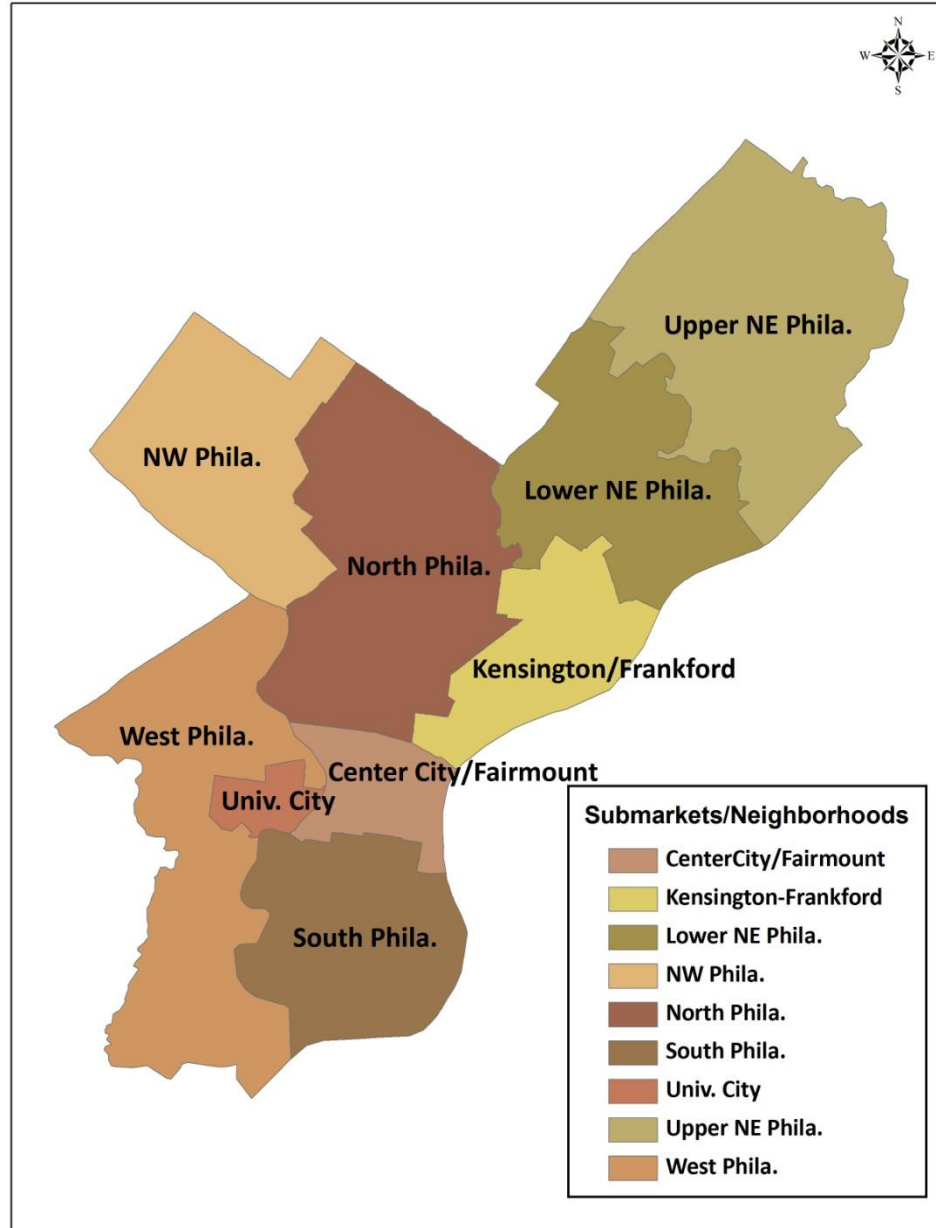 N
W E
S
Upper NE Phila.
NW Phila.
Lower NE Phila.
North Phila.
Kensington/Frankford
West Phila.
Center City/Fairmount
Univ. City
South Phila.
Submarkets/Neighborhoods
CenterCity/Fairmount
Kensington-Frankford
Lower NE Phila.
NW Phila.
North Phila.
South Phila.
Univ. City
Upper NE Phila.
West Phila.